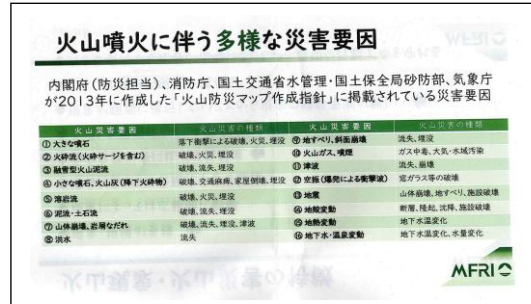 火山噴火に伴う多様な災害要因
内閣府(防災担当)、消防庁、国土交通省水管理・国土保全局砂防部、気象庁
が2013年に作成した「火山防災マップ作成指針」に掲載されている災害要因
火山災害要因 火山災害の種類
①大きな噴石 落下衝撃による破壊、火災、埋没
②火砕流(火砕サージを含む) 破壊、火災、埋没
③融雪型火山泥流 破壊、流失、埋没
④小さな噴石、火山灰(降下火砕物) 破壊、交通麻痺、家屋倒壊、埋没
⑤溶岩流 破壊、火災、埋没
⑥泥流・土石流 破壊、流失、埋没
⑦山体崩壊、岩屑なだれ 破壊、流失、埋没、津波
⑧洪水 流失
火山災害要因 火山災害の種類
⑨地すべり、斜面崩壊 流失、埋没
⑩火山ガス、噴煙 ガス中毒、大気・水域汚染
⑪津波 流失、崩壊
⑫空振(爆発による衝撃波) 窓ガラス等の破壊
⑬地震 山体崩壊、地すべり、施設破壊
⑭地殻変動 断層、隆起、沈降、施設破壊
⑮地熱変動 地下水温変化
⑯地下水・温泉変動 地下水温変化、水量変化
MFRI